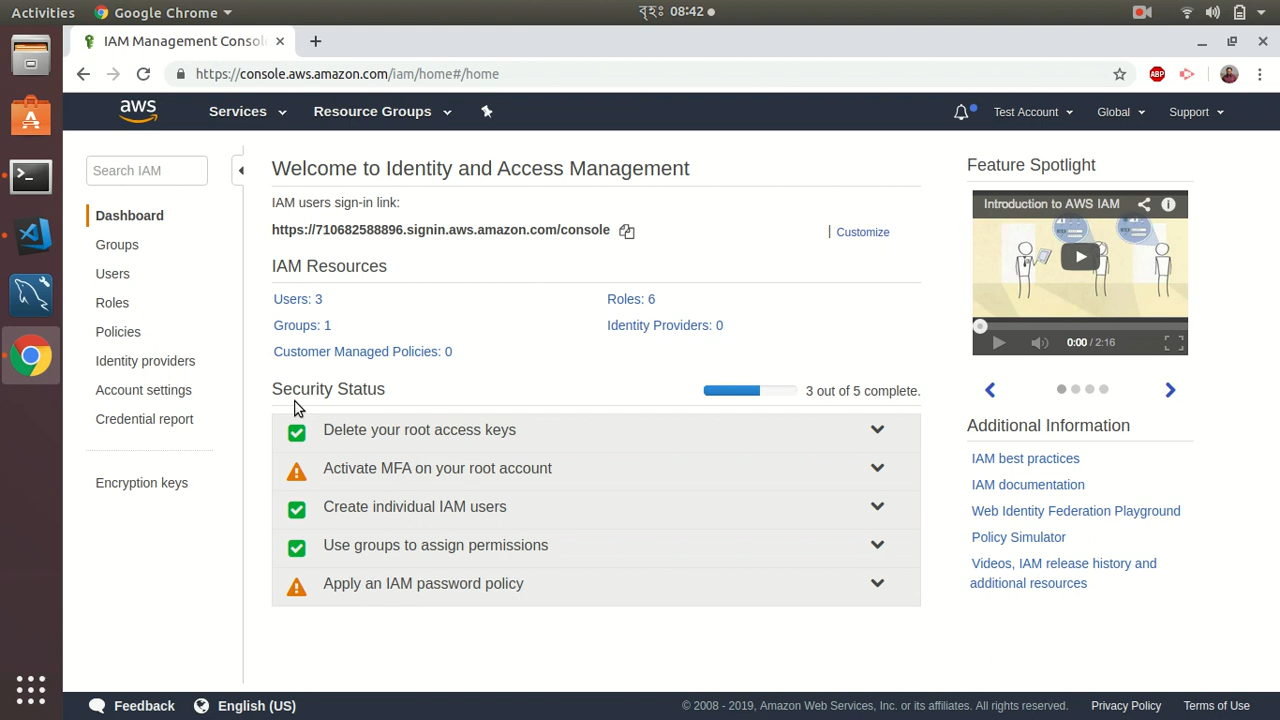 Activities
Google Chrome
বৃহঃ 08:42
IAM Management Consol
https://console.aws.amazon.com/iam/home#/home
ABP
aws
Services
Resource Groups
Test Account
Global
Support
Search IAM
Dashboard
Groups
Users
Roles
Policies
Identity providers
Account settings
Credential report
Encryption keys
Welcome to Identity and Access Management
IAM users sign-in link:
https://710682588896.signin.aws.amazon.com/console
| Customize
IAM Resources
Users: 3
Roles: 6
Groups: 1
Identity Providers: 0
Customer Managed Policies: 0
Security Status
3 out of 5 complete.
Delete your root access keys
Activate MFA on your root account
Create individual IAM users
Use groups to assign permissions
Apply an IAM password policy
Feature Spotlight
Introduction to AWS IAM
0:00 / 2:16
Additional Information
IAM best practices
IAM documentation
Web Identity Federation Playground
Policy Simulator
Videos, IAM release history and
additional resources
Feedback
English (US)
© 2008 - 2019, Amazon Web Services, Inc. or its affiliates. All rights reserved.
Privacy Policy
Terms of Use